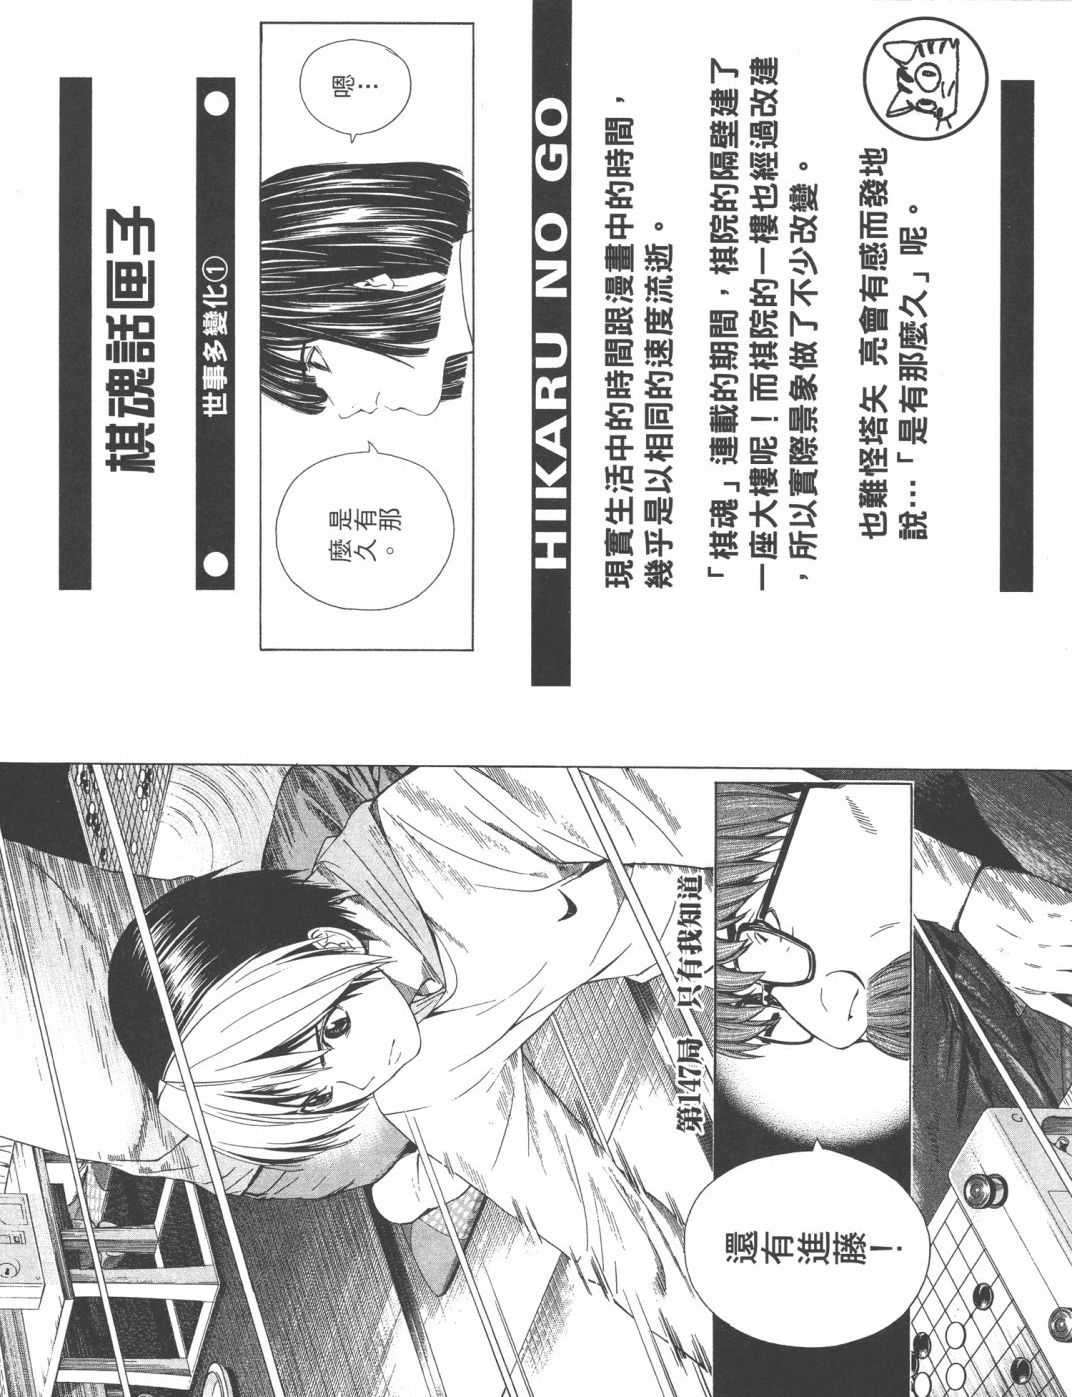 棋魂話匣子
世事多變化①
嗯…
是有那
麼久。
HIKARU NO GO
現實生活中的時間跟漫畫中的時間，
幾乎是以相同的速度流逝。
「棋魂」連載的期間，棋院的隔壁建了
一座大樓呢！而棋院的一樓也經過改建
，所以實際景象做了不少改變。
也難怪塔矢 亮會有感而發地
說…「是有那麼久」呢。
第147局 只有我知道
還有進藤！